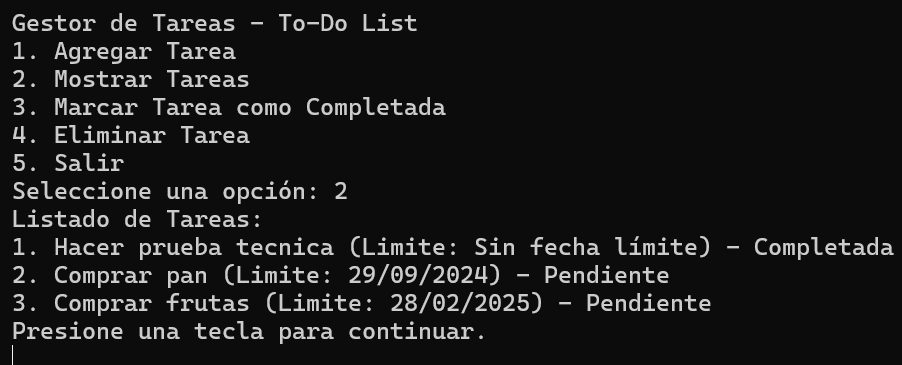 Gestor de Tareas - To-Do List
1. Agregar Tarea
2. Mostrar Tareas
3. Marcar Tarea como Completada
4. Eliminar Tarea
5. Salir
Seleccione una opción: 2
Listado de Tareas:
1. Hacer prueba tecnica (Limite: Sin fecha límite) - Completada
2. Comprar pan (Limite: 29/09/2024) - Pendiente
3. Comprar frutas (Limite: 28/02/2025) - Pendiente
Presione una tecla para continuar.